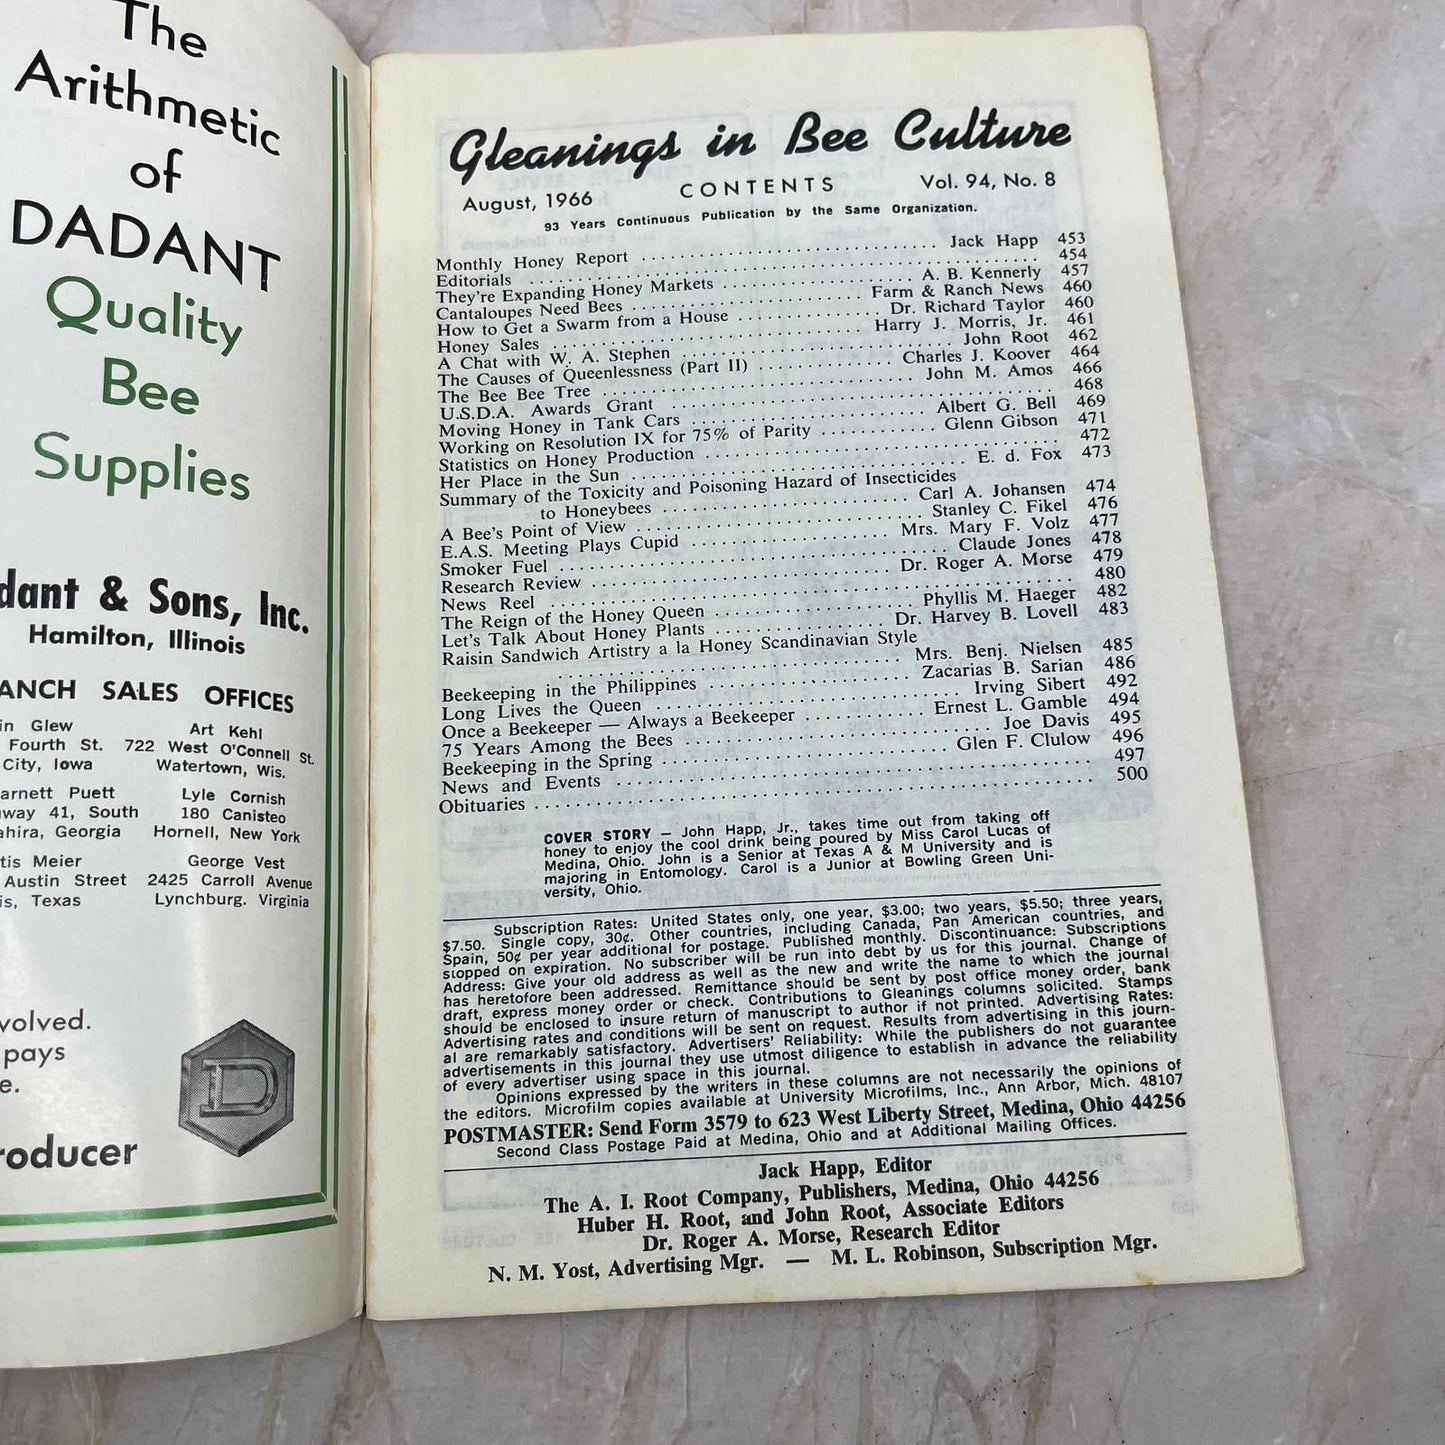 The
Arithmetic
of
DADANT
Quality
Bee
Supplies
dant & Sons, Inc.
Hamilton, Illinois
ANCH SALES OFFICES
in Glew
Fourth St.
City, Iowa
Art Kehl
722 West O'Connell St.
Watertown, Wis.
arnett Puett
way 41, South
ahira, Georgia
Lyle Cornish
180 Canisteo
Hornell, New York
tis Meier
Austin Street
is, Texas
George Vest
2425 Carroll Avenue
Lynchburg. Virginia
volved.
pays
e.
D
roducer
Gleanings in Bee Culture
August, 1966 CONTENTS Vol. 94, No. 8
93 Years Continuous Publication by the Same Organization.
Monthly Honey Report Jack Happ 453
Editorials 454
They're Expanding Honey Markets A. B. Kennerly 457
Cantaloupes Need Bees Farm & Ranch News 460
How to Get a Swarm from a House Dr. Richard Taylor 460
Honey Sales Harry J. Morris, Jr. 461
A Chat with W. A. Stephen John Root 462
The Causes of Queenlessness (Part II) Charles J. Koover 464
The Bee Bee Tree John M. Amos 466
U.S.D.A. Awards Grant 468
Moving Honey in Tank Cars Albert G. Bell 469
Working on Resolution IX for 75% of Parity Glenn Gibson 471
Statistics on Honey Production 472
Her Place in the Sun E. d. Fox 473
Summary of the Toxicity and Poisoning Hazard of Insecticides
to Honeybees Carl A. Johansen 474
A Bee's Point of View Stanley C. Fikel 476
E.A.S. Meeting Plays Cupid Mrs. Mary F. Volz 477
Smoker Fuel Claude Jones 478
Research Review Dr. Roger A. Morse 479
News Reel 480
The Reign of the Honey Queen Phyllis M. Haeger 482
Let's Talk About Honey Plants Dr. Harvey B. Lovell 483
Raisin Sandwich Artistry a la Honey Scandinavian Style
Mrs. Benj. Nielsen 485
Beekeeping in the Philippines Zacarias B. Sarian 486
Long Lives the Queen Irving Sibert 492
Once a Beekeeper — Always a Beekeeper Ernest L. Gamble 494
75 Years Among the Bees Joe Davis 495
Beekeeping in the Spring Glen F. Clulow 496
News and Events 497
Obituaries 500
COVER STORY — John Happ, Jr., takes time out from taking off
honey to enjoy the cool drink being poured by Miss Carol Lucas of
Medina, Ohio. John is a Senior at Texas A & M University and is
majoring in Entomology. Carol is a Junior at Bowling Green Uni-
versity, Ohio.
Subscription Rates: United States only, one year, $3.00; two years, $5.50; three years,
$7.50. Single copy, 30¢. Other countries, including Canada, Pan American countries, and
Spain, 50¢ per year additional for postage. Published monthly. Discontinuance: Subscriptions
stopped on expiration. No subscriber will be run into debt by us for this journal. Change of
Address: Give your old address as well as the new and write the name to which the journal
has heretofore been addressed. Remittance should be sent by post office money order, bank
draft, express money order or check. Contributions to Gleanings columns solicited. Stamps
should be enclosed to insure return of manuscript to author if not printed. Advertising Rates:
Advertising rates and conditions will be sent on request. Results from advertising in this journ-
al are remarkably satisfactory. Advertisers' Reliability: While the publishers do not guarantee
advertisements in this journal they use utmost diligence to establish in advance the reliability
of every advertiser using space in this journal.
Opinions expressed by the writers in these columns are not necessarily the opinions of
the editors. Microfilm copies available at University Microfilms, Inc., Ann Arbor, Mich. 48107
POSTMASTER: Send Form 3579 to 623 West Liberty Street, Medina, Ohio 44256
Second Class Postage Paid at Medina, Ohio and at Additional Mailing Offices.
Jack Happ, Editor
The A. I. Root Company, Publishers, Medina, Ohio 44256
Huber H. Root, and John Root, Associate Editors
Dr. Roger A. Morse, Research Editor
N. M. Yost, Advertising Mgr. — M. L. Robinson, Subscription Mgr.